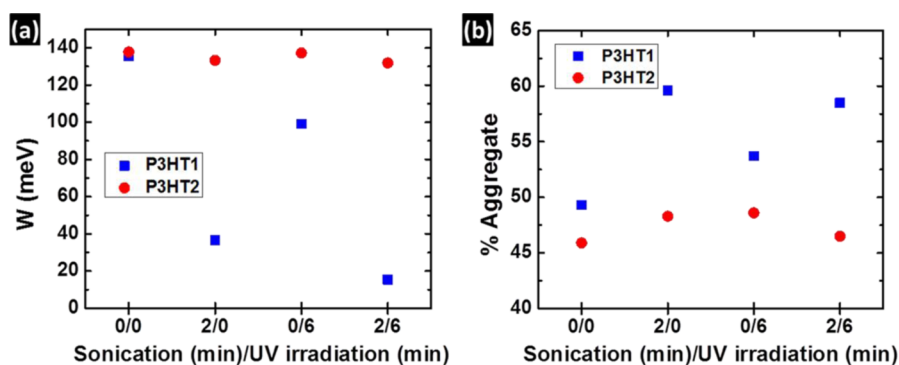 (a)
W (meV)
140
120
100
80
60
40
20
0
P3HT1
P3HT2
0/0 2/0 0/6 2/6
Sonication (min)/UV irradiation (min)
(b)
% Aggregate
65
60
55
50
45
40
P3HT1
P3HT2
0/0 2/0 0/6 2/6
Sonication (min)/UV irradiation (min)